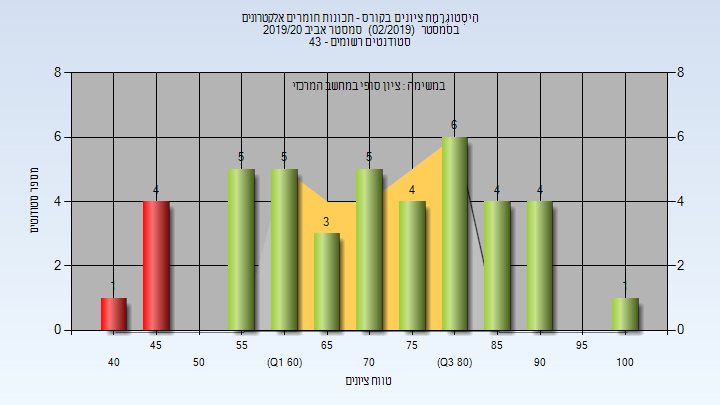 היסטוגרמת ציונים בקורס - תכונות חומרים אלקטרונים
בסמסטר (02/2019) סמסטר אביב 2019/20
סטודנטים רשומים - 43
במשימה : ציון סופי במחשב המרכזי
8 8
6 6
4 4
2 2
0 0
מספר סטודנטים
1 4 5 5 3 5 4 6 4 4 1
45 55 65 75 85 95
40 50 (Q1 60) 70 (Q3 80) 90 100
טווח ציונים